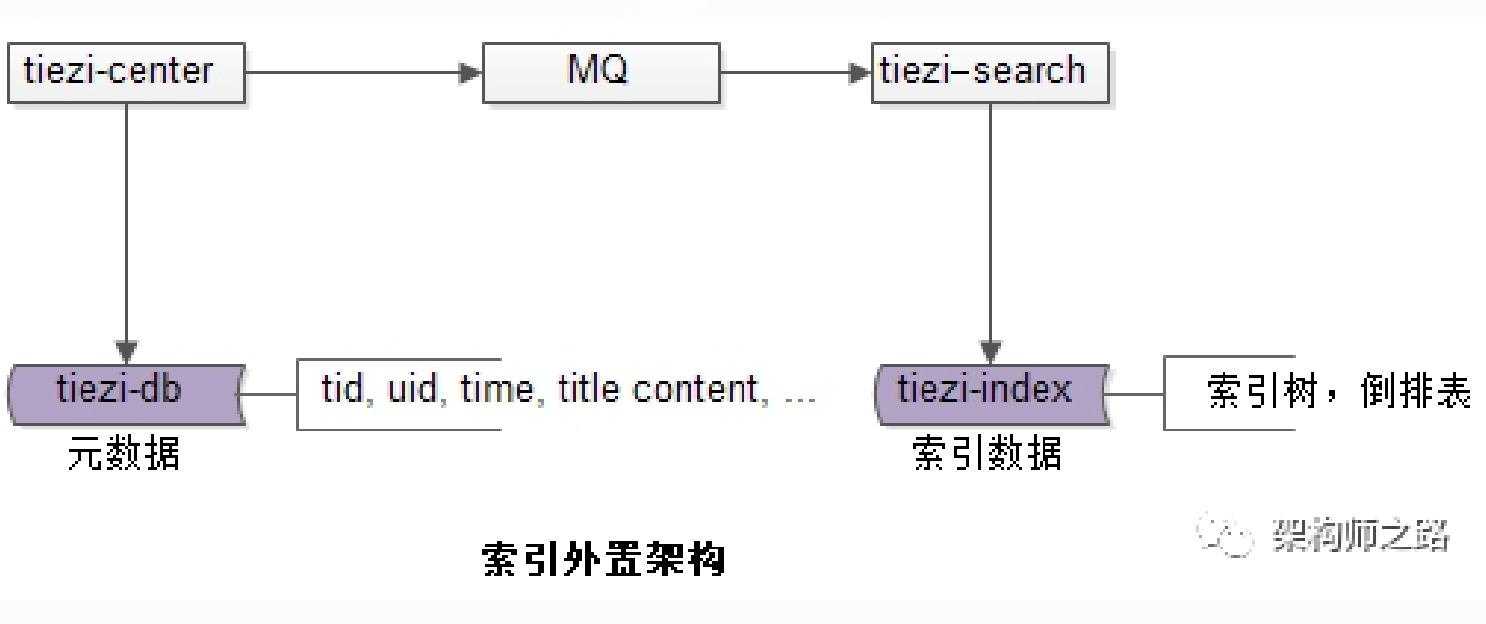 tiezi-center
MQ
tiezi-search
tiezi-db
tid, uid, time, title content, ...
tiezi-index
索引树，倒排表
元数据
索引数据
架构师之路
索引外置架构